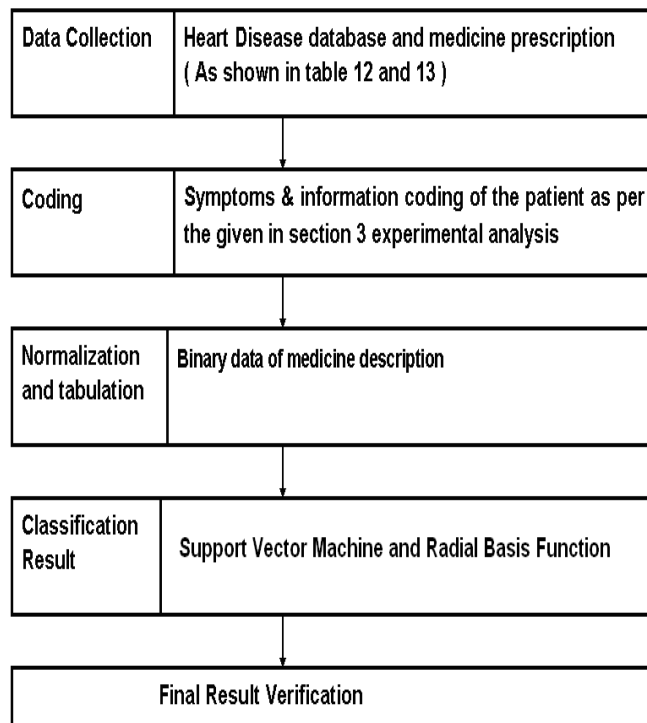 Data Collection
Heart Disease database and medicine prescription
( As shown in table 12 and 13 )
Coding
Symptoms & information coding of the patient as per
the given in section 3 experimental analysis
Normalization
and tabulation
Binary data of medicine description
Classification
Result
Support Vector Machine and Radial Basis Function
Final Result Verification